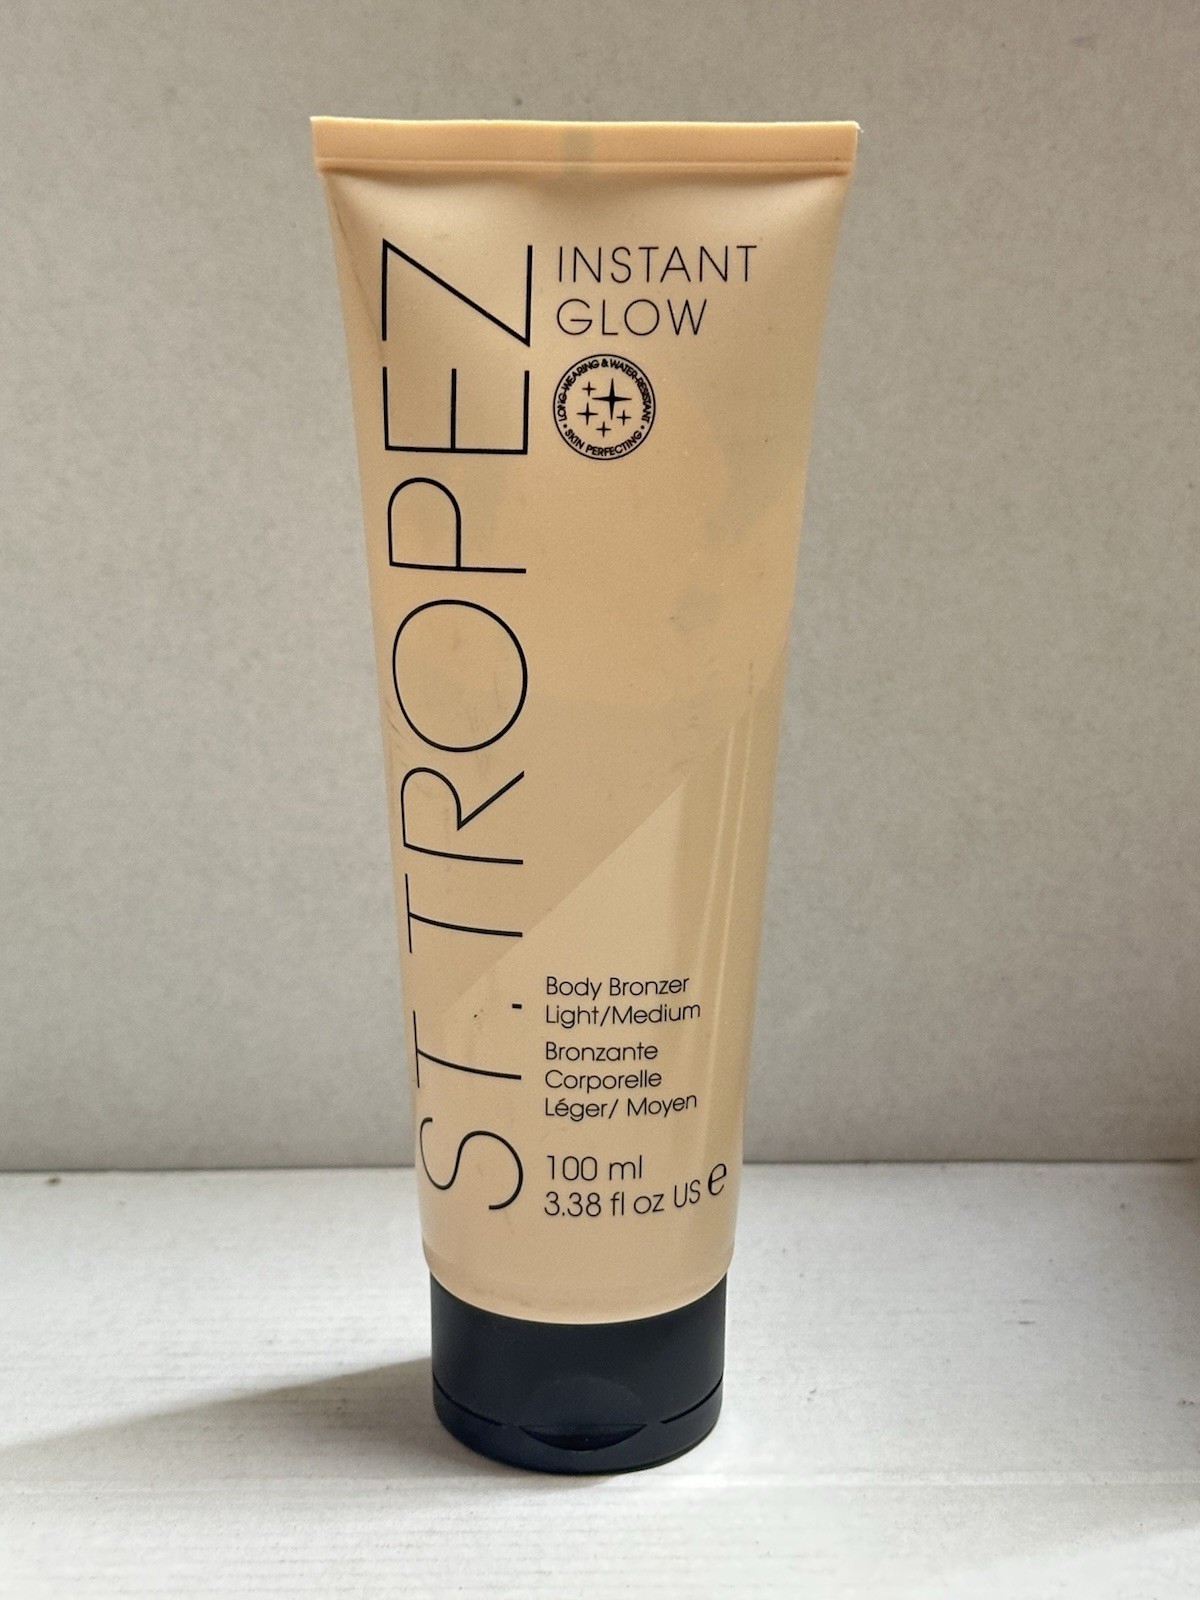 ST.TROPEZ
INSTANT
GLOW
LONG-WEARING & WATER-RESISTANT
• SKIN PERFECTING •
Body Bronzer
Light/Medium
Bronzante
Corporelle
Léger/ Moyen
100 ml
3.38 fl oz US e